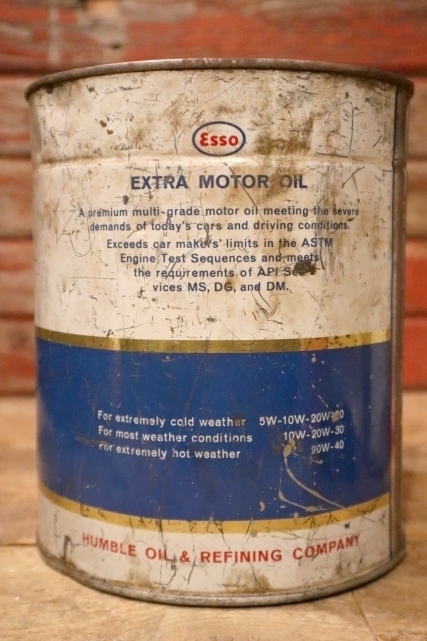 Esso
EXTRA MOTOR OIL
A premium multi-grade motor oil meeting the severe
demands of today's cars and driving conditions.
Exceeds car makers' limits in the ASTM
Engine Test Sequences and meets
the requirements of API Ser-
vices MS, DG, and DM.
For extremely cold weather 5W-10W-20W-20
For most weather conditions 10W-20W-30
For extremely hot weather 20W-40
HUMBLE OIL & REFINING COMPANY